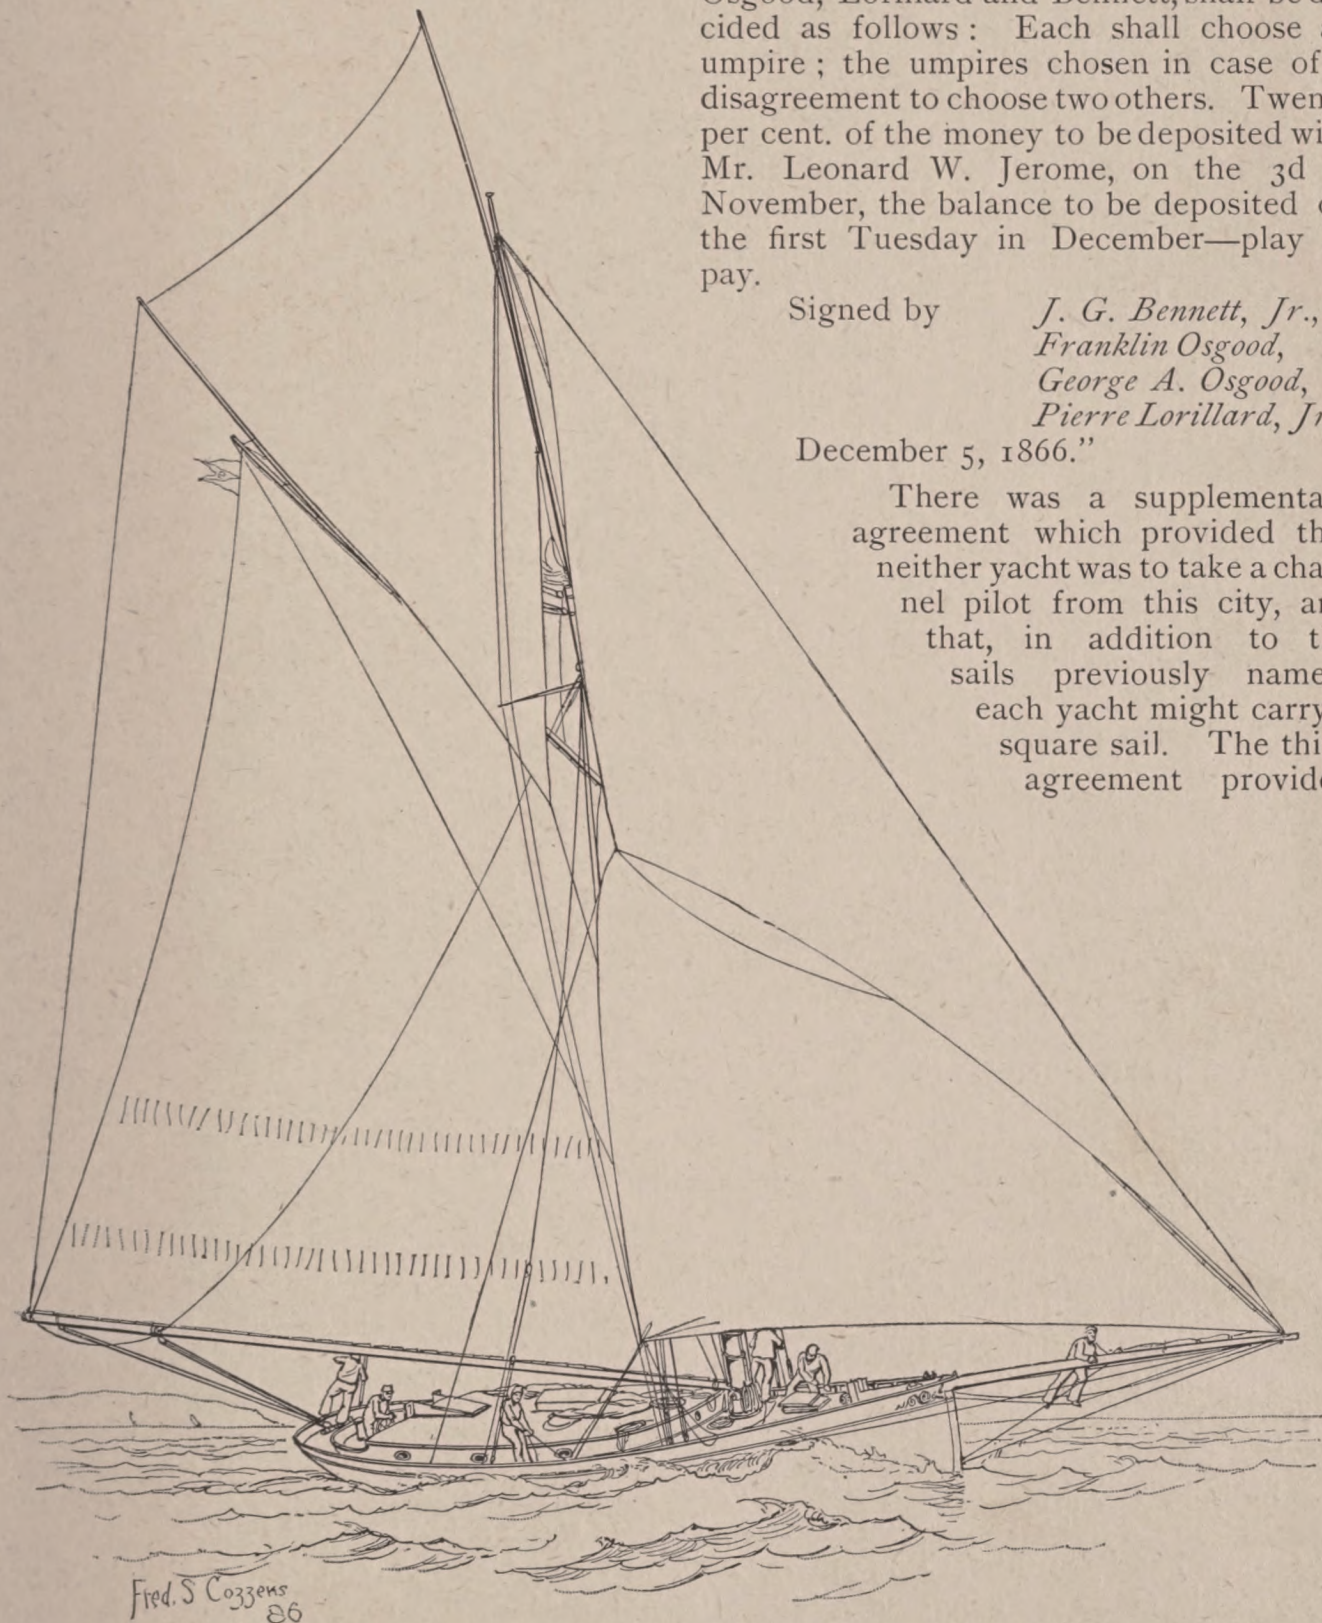 cided as follows : Each shall choose
umpire ; the umpires chosen in case of
disagreement to choose two others. Twen
per cent. of the money to be deposited wi
Mr. Leonard W. Jerome, on the 3d
November, the balance to be deposited
the first Tuesday in December—play
pay.
Signed by J. G. Bennett, Jr.,
Franklin Osgood,
George A. Osgood,
Pierre Lorillard, Jr
December 5, 1866.”
There was a supplementa
agreement which provided th
neither yacht was to take a cha
nel pilot from this city, a
that, in addition to t
sails previously name
each yacht might carry
square sail. The thi
agreement provid
Fred. S Cozzens
86